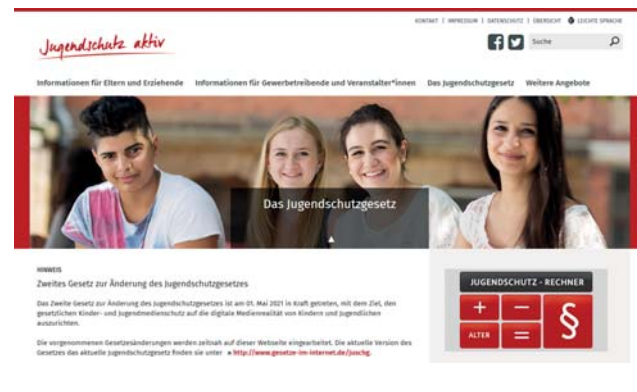 KONTAKT | IMPRESSUM | DATENSCHUTZ | ÜBERSICHT LEICHTE SPRACHE
Jugendschutz aktiv
Suche
Informationen für Eltern und Erziehende Informationen für Gewerbetreibende und Veranstalter*innen Das Jugendschutzgesetz Weitere Angebote
Das Jugendschutzgesetz
HINWEIS
Zweites Gesetz zur Änderung des Jugendschutzgesetzes
Das Zweite Gesetz zur Änderung des Jugendschutzgesetzes ist am 01. Mai 2021 in Kraft getreten, mit dem Ziel, den
gesetzlichen Kinder- und Jugendmedienschutz auf die digitale Medienrealität von Kindern und Jugendlichen
auszurichten.
Die vorgenommenen Gesetzesänderungen werden zeitnah auf dieser Webseite eingearbeitet. Die aktuelle Version des
Gesetzes das aktuelle Jugendschutzgesetz finden sie unter » http://www.gesetze-im-internet.de/juschg.
JUGENDSCHUTZ - RECHNER
+ − §
ALTER =